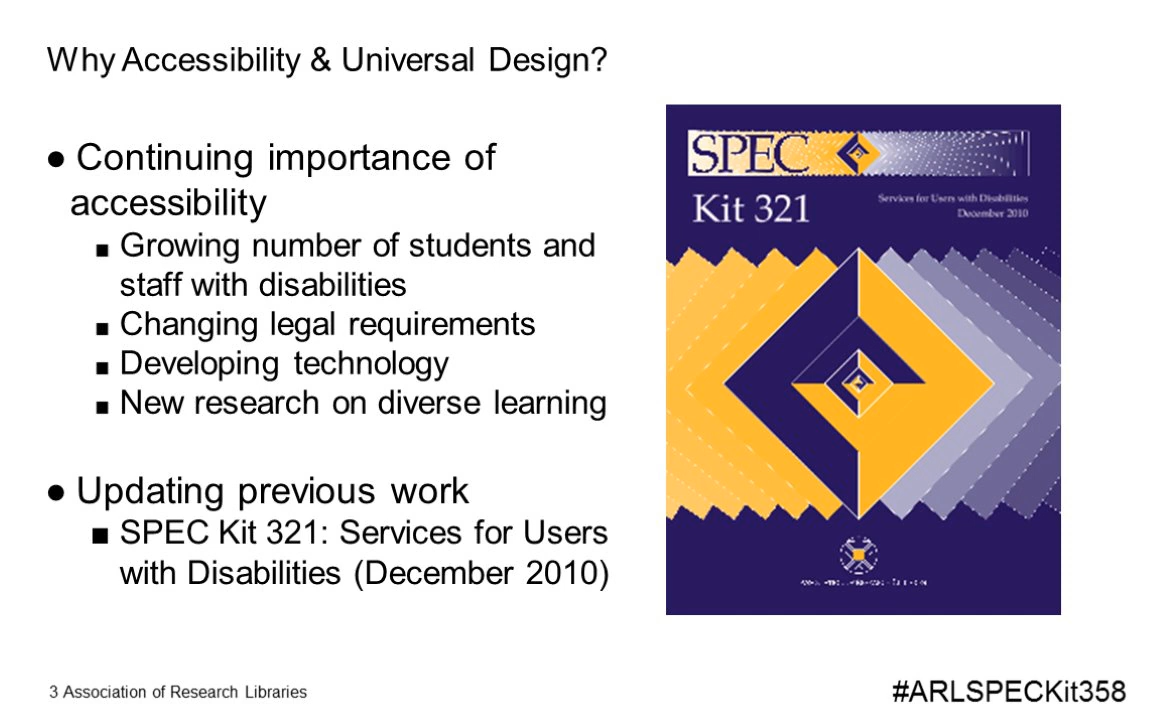 Why Accessibility & Universal Design?
● Continuing importance of
accessibility
■ Growing number of students and
staff with disabilities
■ Changing legal requirements
■ Developing technology
■ New research on diverse learning
● Updating previous work
■ SPEC Kit 321: Services for Users
with Disabilities (December 2010)
SPEC
Kit 321
Services for Users with Disabilities
December 2010
3 Association of Research Libraries
#ARLSPECKit358